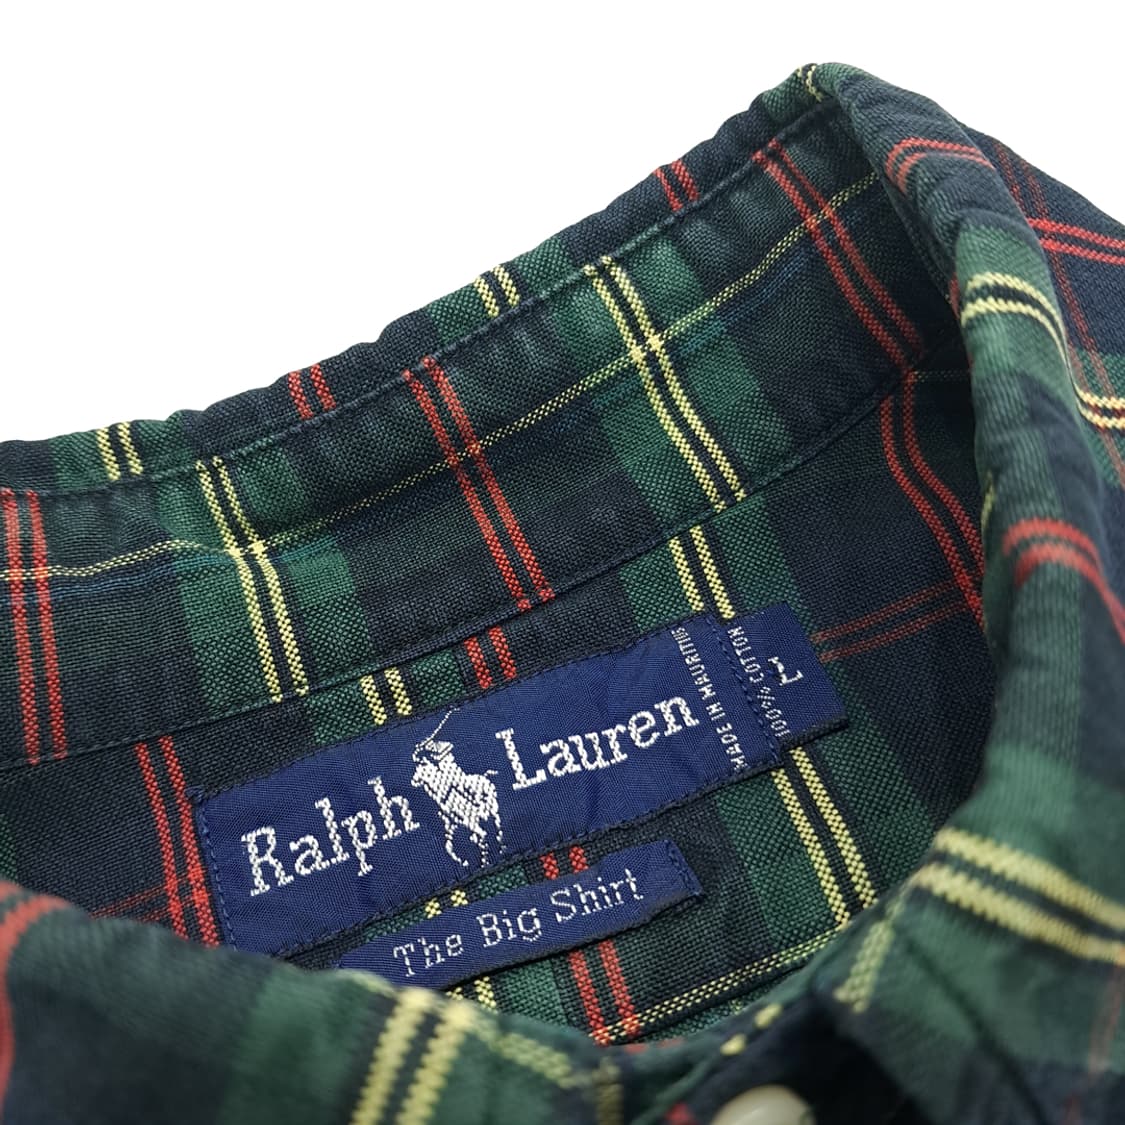 Ralph Lauren
MADE IN MAURITIUS
100% COTTON
L
The Big Shirt